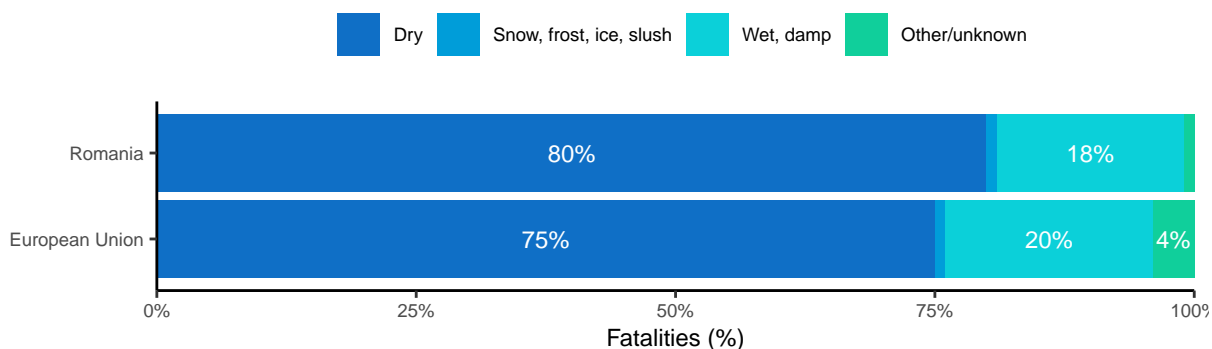 Dry Snow, frost, ice, slush Wet, damp Other/unknown
Romania 80% 18%
European Union 75% 20% 4%
0% 25% 50% 75% 100%
Fatalities (%)